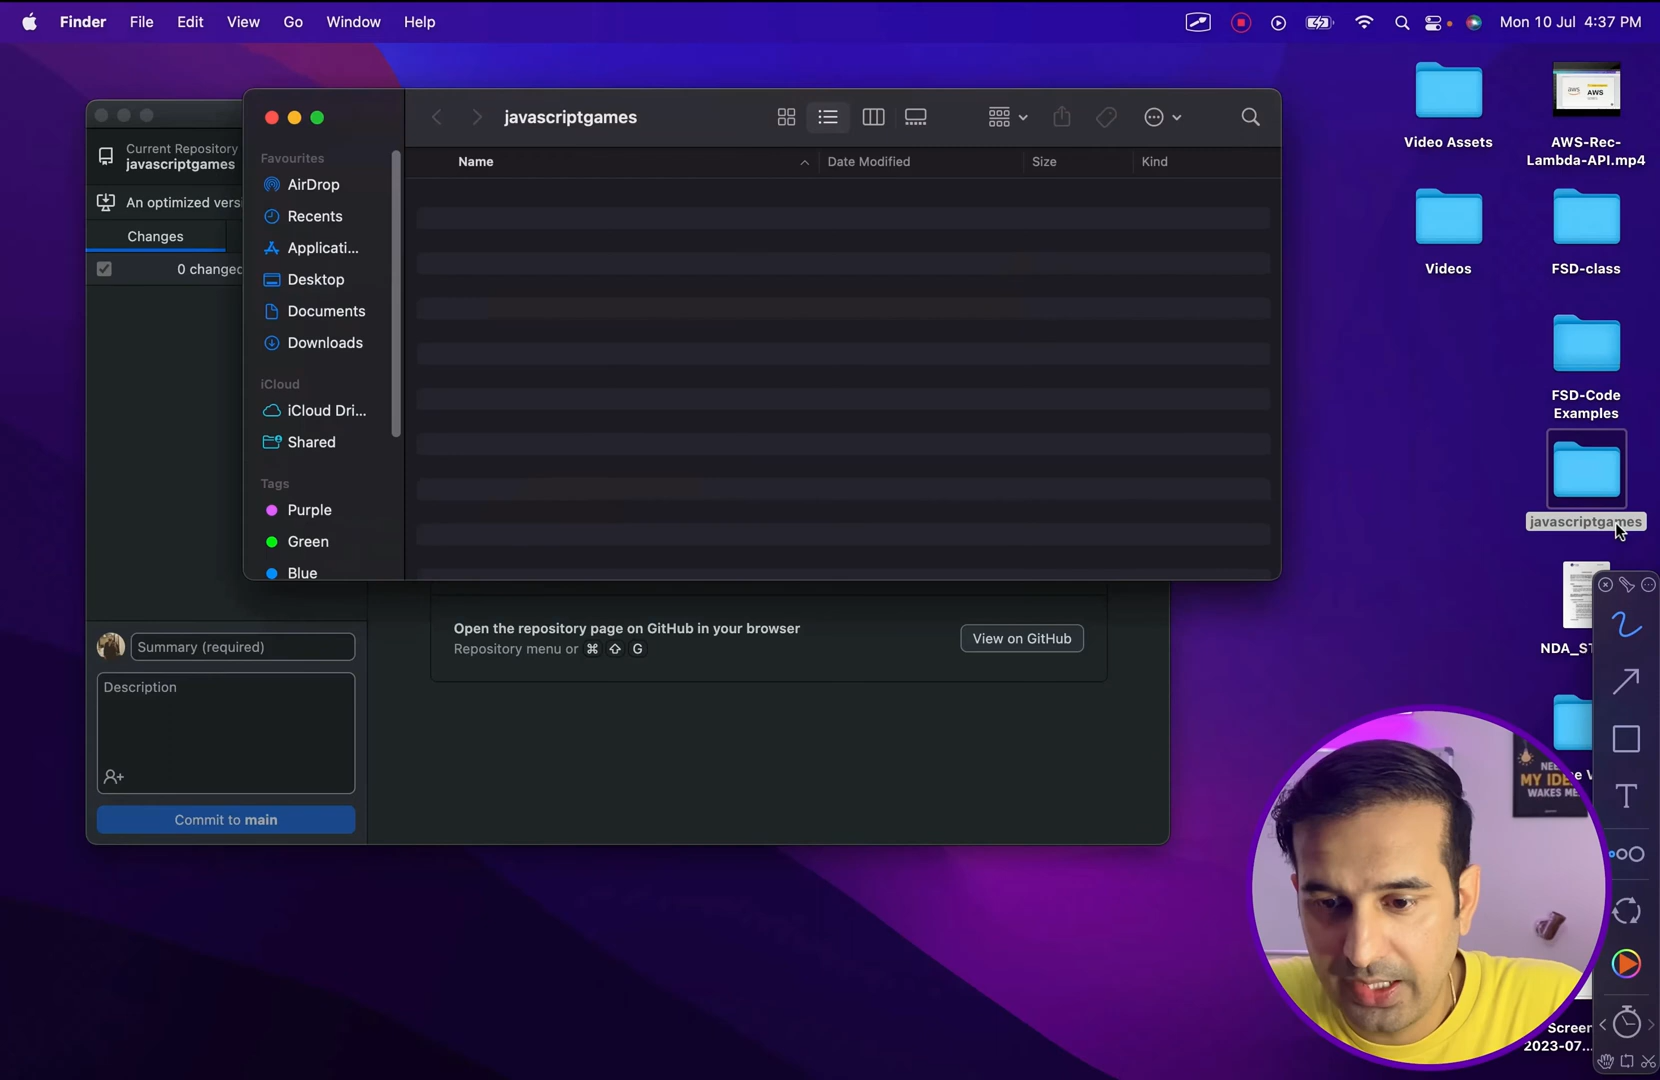 Finder File Edit View Go Window Help Mon 10 Jul 4:37 PM
javascriptgames
Name Date Modified Size Kind
Favourites
AirDrop
Recents
Applicati...
Desktop
Documents
Downloads
iCloud
iCloud Dri...
Shared
Tags
Purple
Green
Blue
Current Repository
javascriptgames
An optimized vers
Changes
0 changed
Summary (required)
Description
Commit to main
Open the repository page on GitHub in your browser
Repository menu or ⌘ ⇧ G
View on GitHub
Video Assets
aws AWS
AWS-Rec-
Lambda-API.mp4
Videos
FSD-class
FSD-Code
Examples
javascriptgames
NDA_ST
T
MY IDE
WAKES ME
Screen
2023-07...